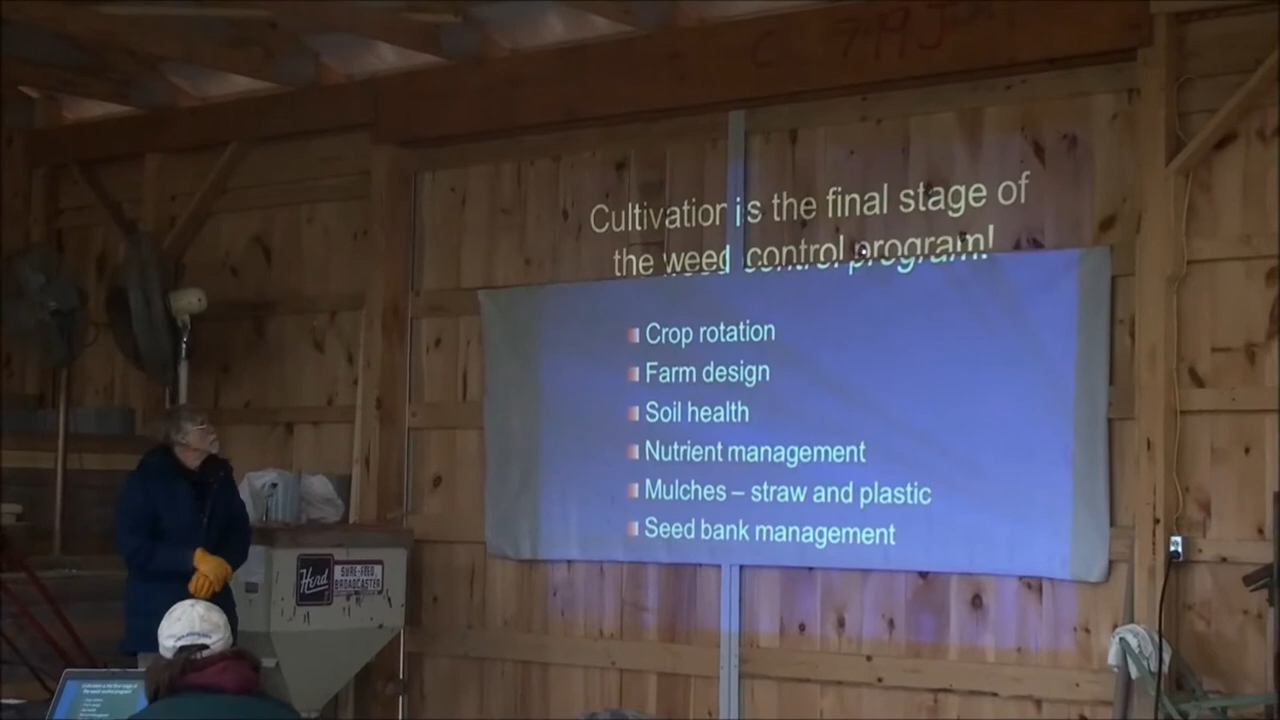 Cultivation is the final stage of
the weed control program!
Crop rotation
Farm design
Soil health
Nutrient management
Mulches – straw and plastic
Seed bank management
Herd
SURE-FEED
BROADCASTER